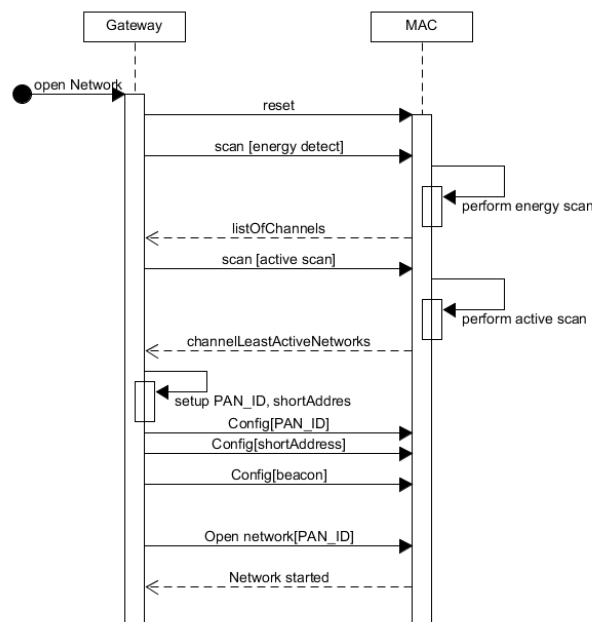 Gateway
MAC
open Network
reset
scan [energy detect]
perform energy scan
listOfChannels
scan [active scan]
perform active scan
channelLeastActiveNetworks
setup PAN_ID, shortAddres
Config[PAN_ID]
Config[shortAddress]
Config[beacon]
Open network[PAN_ID]
Network started